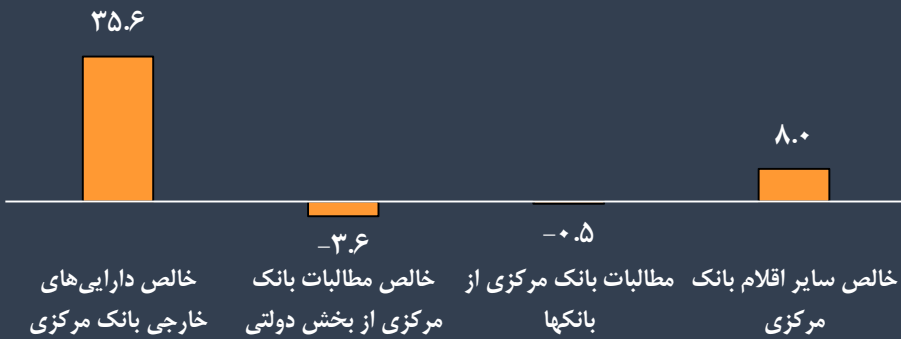 ۳۵.۶
۸.۰
-۳.۶
-۰.۵
خالص دارایی‌های
خارجی بانک مرکزی
خالص مطالبات بانک
مرکزی از بخش دولتی
مطالبات بانک مرکزی از
بانکها
خالص سایر اقلام بانک
مرکزی